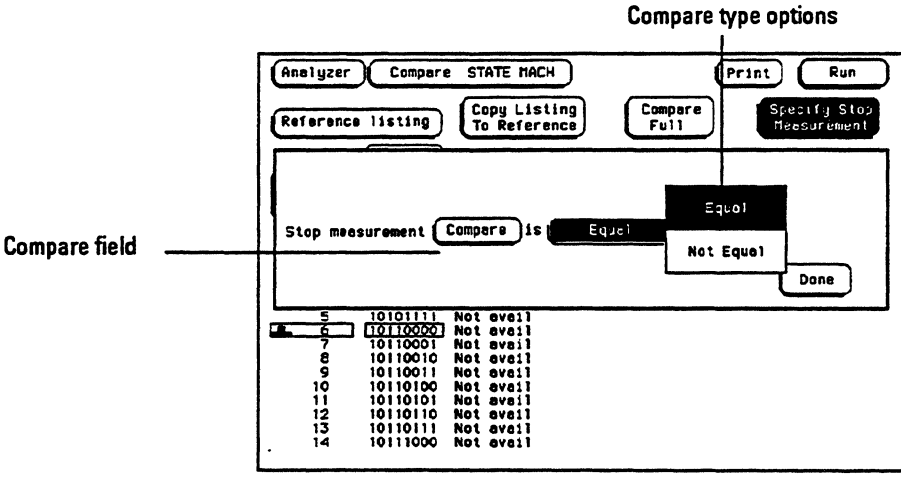 Compare type options
Analyzer Compare STATE MACH Print Run
Reference listing Copy Listing To Reference Compare Full Specify Stop Measurement
Equal
Stop measurement Compare is Equal
Not Equal
Compare field
Done
5 10101111 Not avail
6 10110000 Not avail
7 10110001 Not avail
8 10110010 Not avail
9 10110011 Not avail
10 10110100 Not avail
11 10110101 Not avail
12 10110110 Not avail
13 10110111 Not avail
14 10111000 Not avail